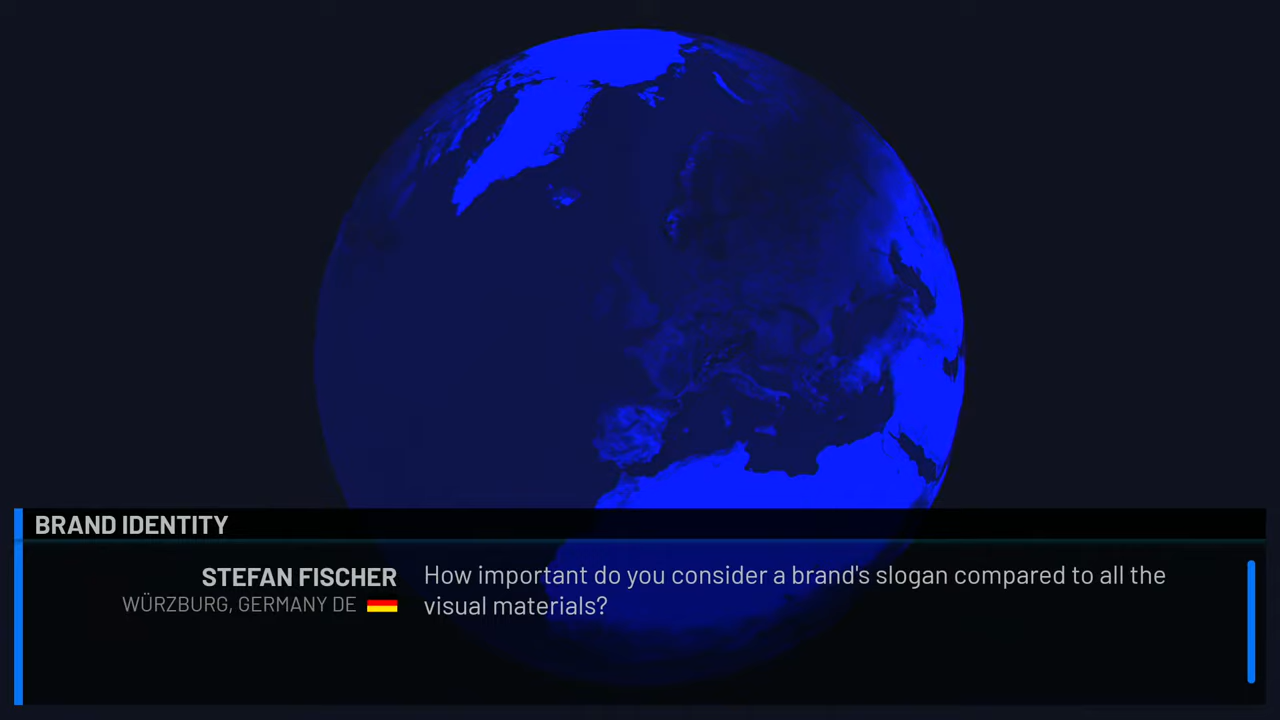 BRAND IDENTITY
STEFAN FISCHER
WÜRZBURG, GERMANY DE
How important do you consider a brand's slogan compared to all the
visual materials?